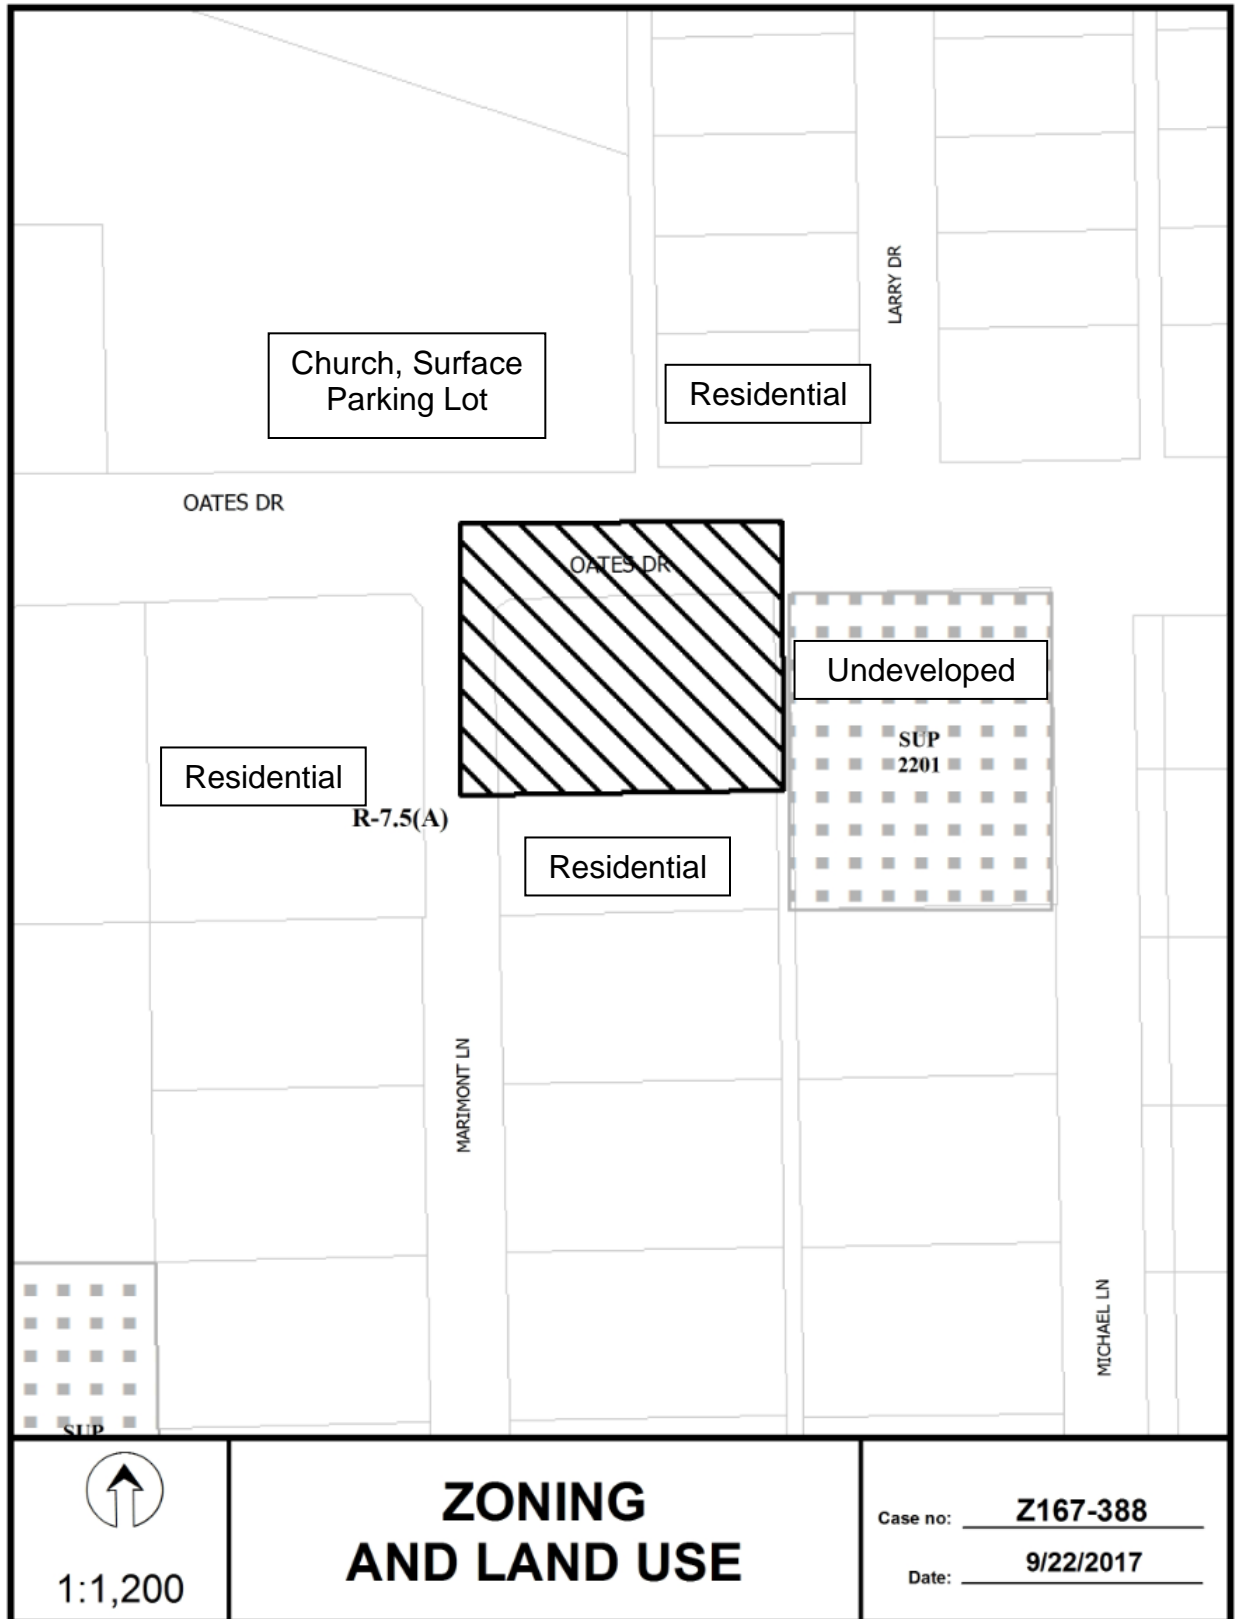 LARRY DR
Church, Surface
Parking Lot
Residential
OATES DR
OATES DR
Undeveloped
SUP
2201
Residential
R-7.5(A)
Residential
MARIMONT LN
MICHAEL LN
SUP
1:1,200
ZONING
AND LAND USE
Case no: Z167-388
Date: 9/22/2017